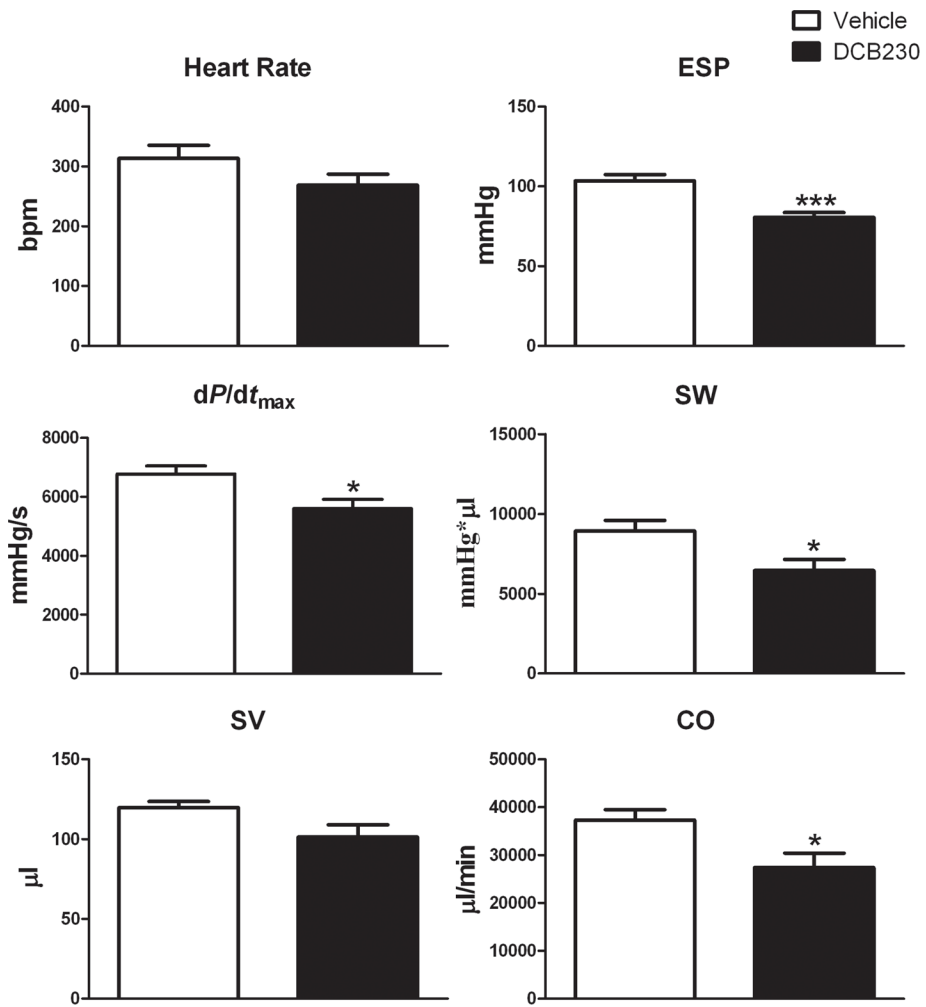 Vehicle
DCB230
Heart Rate
400
300
200
100
0
bpm
ESP
150
100
50
0
mmHg
***
dP/dtmax
8000
6000
4000
2000
0
mmHg/s
*
SW
15000
10000
5000
0
mmHg*μl
*
SV
150
100
50
0
μl
CO
50000
40000
30000
20000
10000
0
μl/min
*